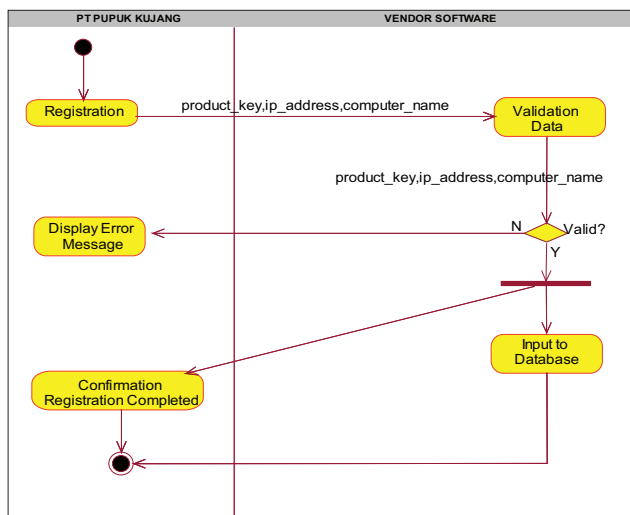 PT PUPUK KUJANG
VENDOR SOFTWARE
Registration
product_key,ip_address,computer_name
Validation
Data
product_key,ip_address,computer_name
Display Error
Message
N
Valid?
Y
Input to
Database
Confirmation
Registration Completed